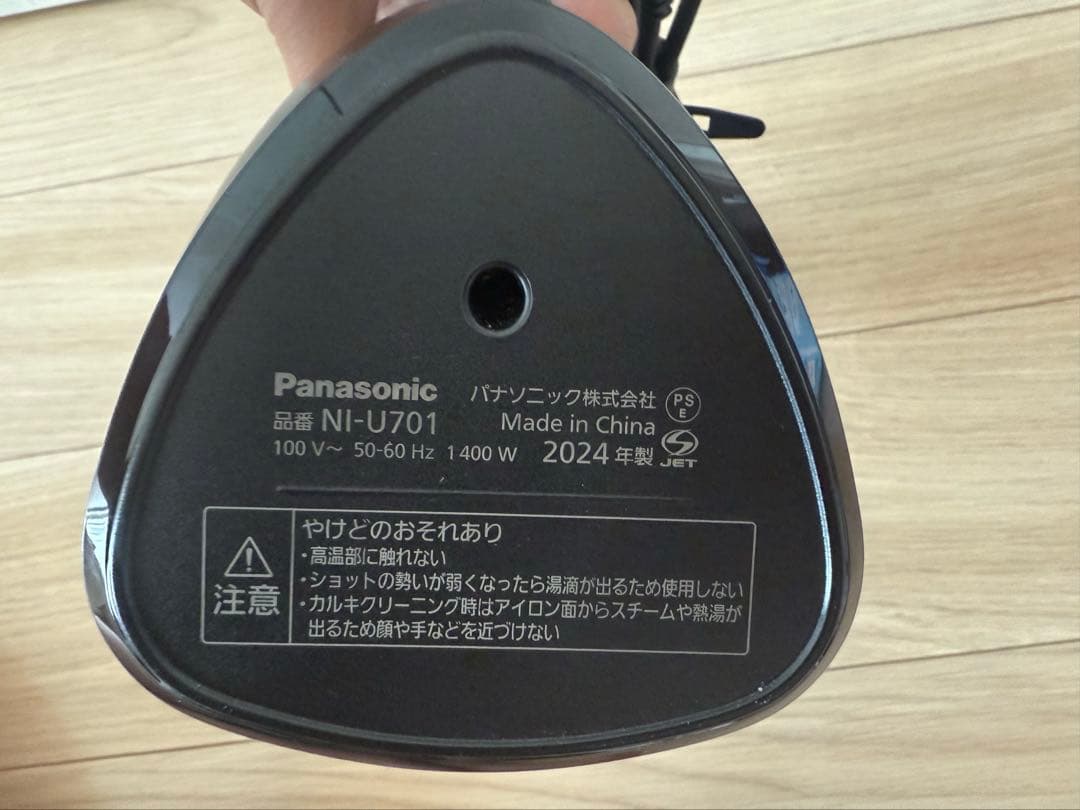 Panasonic パナソニック株式会社 PS E
品番 NI-U701 Made in China
100 V～ 50-60 Hz 1400 W 2024年製 JET
やけどのおそれあり
・高温部に触れない
・ショットの勢いが弱くなったら湯滴が出るため使用しない
・カルキクリーニング時はアイロン面からスチームや熱湯が
出るため顔や手などを近づけない
注意